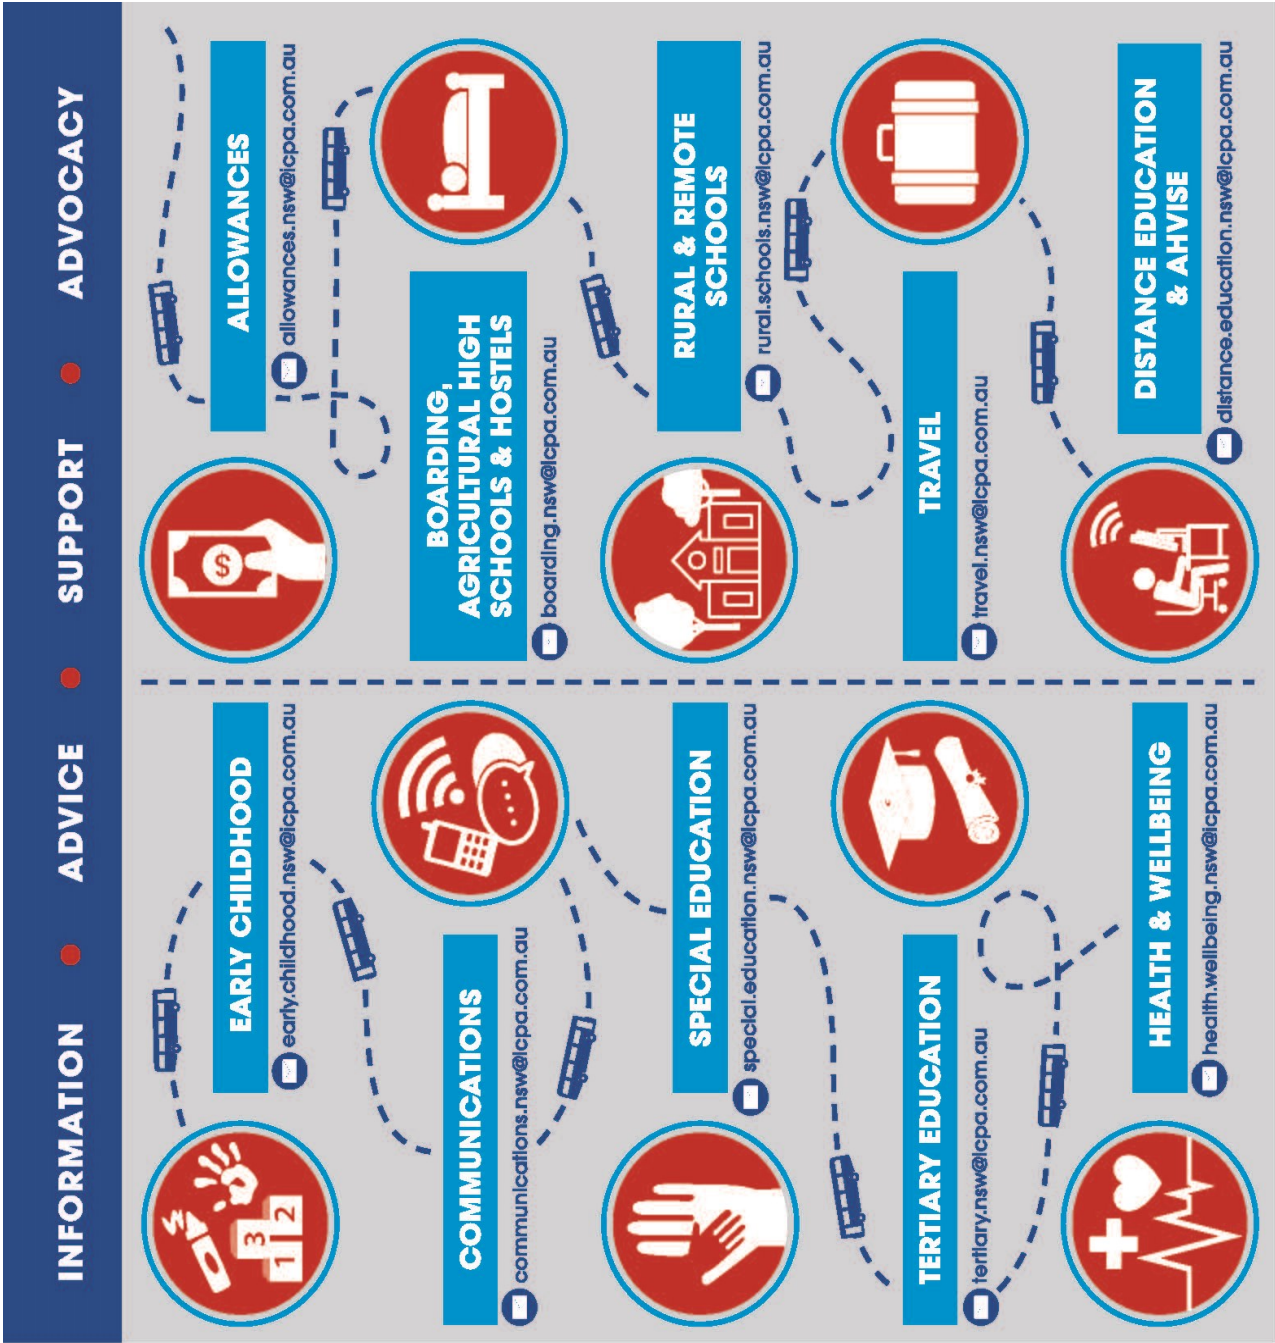 INFORMATION • ADVICE • SUPPORT • ADVOCACY
EARLY CHILDHOOD
early.childhood.nsw@icpa.com.au
1 2 3
COMMUNICATIONS
communications.nsw@icpa.com.au
SPECIAL EDUCATION
special.education.nsw@icpa.com.au
TERTIARY EDUCATION
tertiary.nsw@icpa.com.au
HEALTH & WELLBEING
health.wellbeing.nsw@icpa.com.au
$
ALLOWANCES
allowances.nsw@icpa.com.au
BOARDING,
AGRICULTURAL HIGH
SCHOOLS & HOSTELS
boarding.nsw@icpa.com.au
RURAL & REMOTE
SCHOOLS
rural.schools.nsw@icpa.com.au
TRAVEL
travel.nsw@icpa.com.au
DISTANCE EDUCATION
& AHVISE
distance.education.nsw@icpa.com.au